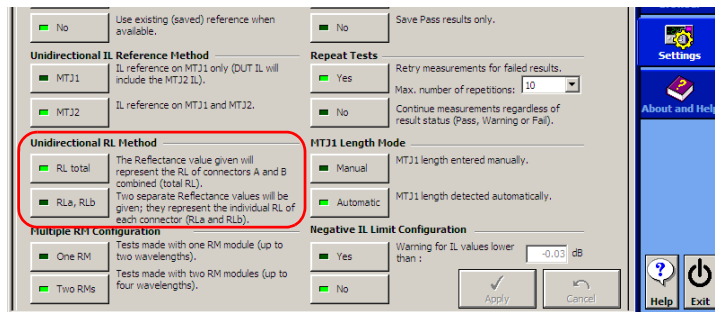 No
Use existing (saved) reference when
available.
No
Save Pass results only.
Unidirectional IL Reference Method
MTJ1
IL reference on MTJ1 only (DUT IL will
include the MTJ2 IL).
MTJ2
IL reference on MTJ1 and MTJ2.
Repeat Tests
Yes
Retry measurements for failed results.
Max. number of repetitions: 10
No
Continue measurements regardless of
result status (Pass, Warning or Fail).
Unidirectional RL Method
RL total
The Reflectance value given will
represent the RL of connectors A and B
combined (total RL).
RLa, RLb
Two separate Reflectance values will be
given; they represent the individual RL of
each connector (RLa and RLb).
MTJ1 Length Mode
Manual
MTJ1 length entered manually.
Automatic
MTJ1 length detected automatically.
Multiple RM Configuration
One RM
Tests made with one RM module (up to
two wavelengths).
Two RMs
Tests made with two RM modules (up to
four wavelengths).
Negative IL Limit Configuration
Yes
Warning for IL values lower
than : -0.03 dB
No
Apply
Cancel
Settings
About and Help
Help
Exit